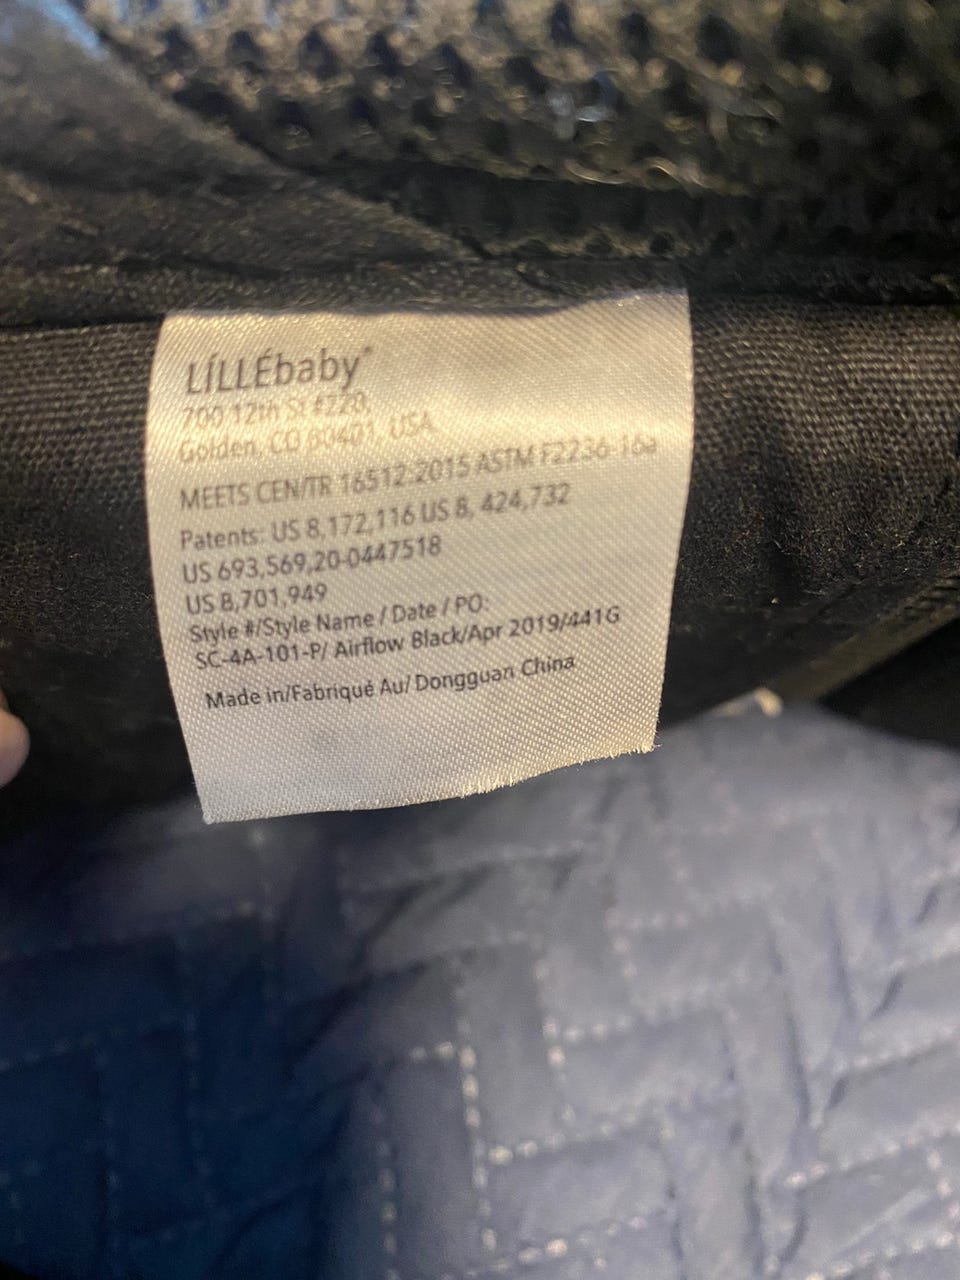 LÍLLÉbaby®
700 12th St #220,
Golden, CO 80401, USA
MEETS CEN/TR 16512:2015 ASTM F2236-16a
Patents: US 8,172,116 US 8, 424,732
US 693,569,20-0447518
US 8,701,949
Style #/Style Name / Date / PO:
SC-4A-101-P/ Airflow Black/Apr 2019/441G
Made in/Fabriqué Au/ Dongguan China